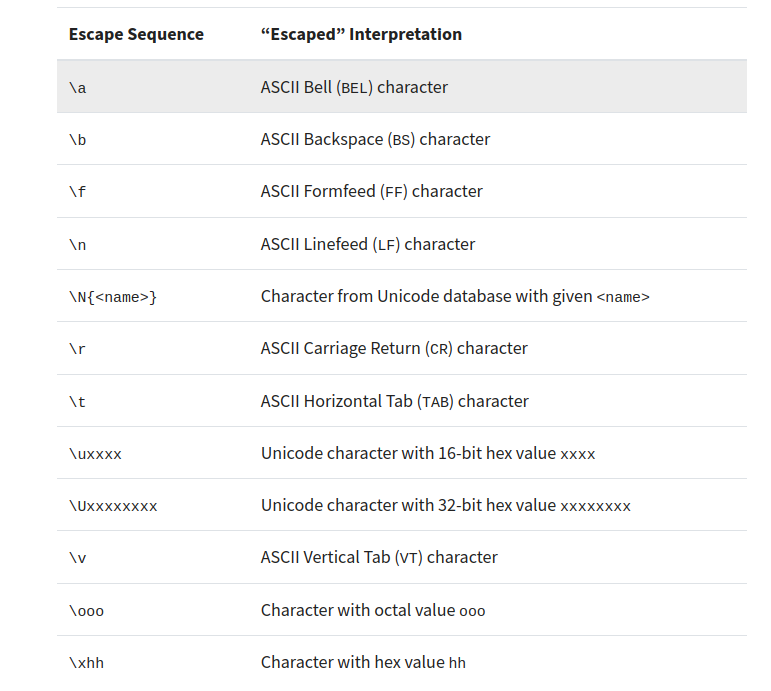 Escape Sequence “Escaped” Interpretation
\a ASCII Bell (BEL) character
\b ASCII Backspace (BS) character
\f ASCII Formfeed (FF) character
\n ASCII Linefeed (LF) character
\N{<name>} Character from Unicode database with given <name>
\r ASCII Carriage Return (CR) character
\t ASCII Horizontal Tab (TAB) character
\uxxxx Unicode character with 16-bit hex value xxxx
\Uxxxxxxxx Unicode character with 32-bit hex value xxxxxxxx
\v ASCII Vertical Tab (VT) character
\ooo Character with octal value ooo
\xhh Character with hex value hh